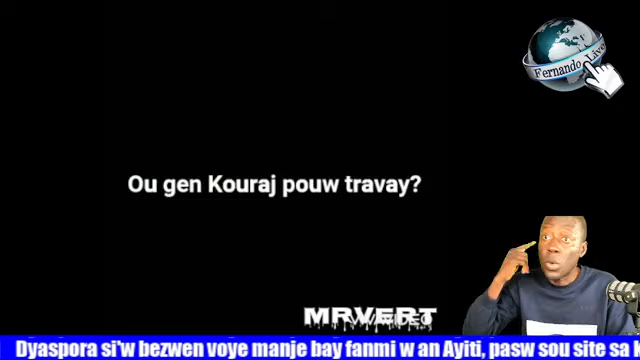 Fernando Live
Ou gen Kouraj pouw travay?
MRVERT
Dyaspora si'w bezwen voye manje bay fanmi w an Ayiti, pasw sou site sa